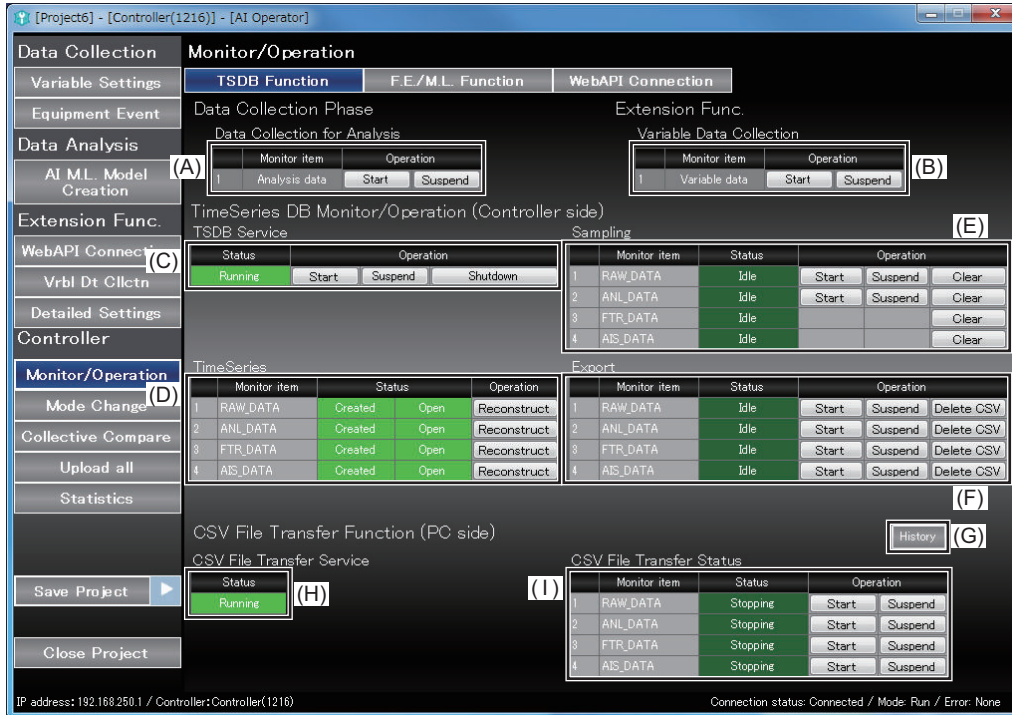 [Project6] - [Controller(1216)] - [AI Operator]
Data Collection
Variable Settings
Equipment Event
Data Analysis
AI M.L. Model
Creation
Extension Func.
WebAPI Connectio
Vrbl Dt Cllctn
Detailed Settings
Controller
Monitor/Operation
Mode Change
Collective Compare
Upload all
Statistics
Save Project
Close Project
Monitor/Operation
TSDB Function F.E./M.L. Function WebAPI Connection
Data Collection Phase
Data Collection for Analysis
(A)
Monitor item Operation
1 Analysis data Start Suspend
Extension Func.
Variable Data Collection
(B)
Monitor item Operation
1 Variable data Start Suspend
TimeSeries DB Monitor/Operation (Controller side)
TSDB Service
(C)
Status Operation
Running Start Suspend Shutdown
Sampling
(E)
Monitor item Status Operation
1 RAW_DATA Idle Start Suspend Clear
2 ANL_DATA Idle Start Suspend Clear
3 FTR_DATA Idle Clear
4 AIS_DATA Idle Clear
TimeSeries
(D)
Monitor item Status Operation
1 RAW_DATA Created Open Reconstruct
2 ANL_DATA Created Open Reconstruct
3 FTR_DATA Created Open Reconstruct
4 AIS_DATA Created Open Reconstruct
Export
Monitor item Status Operation
1 RAW_DATA Idle Start Suspend Delete CSV
2 ANL_DATA Idle Start Suspend Delete CSV
3 FTR_DATA Idle Start Suspend Delete CSV
4 AIS_DATA Idle Start Suspend Delete CSV
(F)
CSV File Transfer Function (PC side)
History (G)
CSV File Transfer Service
Status
Running
(H)
CSV File Transfer Status
(I)
Monitor item Status Operation
1 RAW_DATA Stopping Start Suspend
2 ANL_DATA Stopping Start Suspend
3 FTR_DATA Stopping Start Suspend
4 AIS_DATA Stopping Start Suspend
IP address: 192.168.250.1 / Controller:Controller(1216)
Connection status: Connected / Mode: Run / Error: None